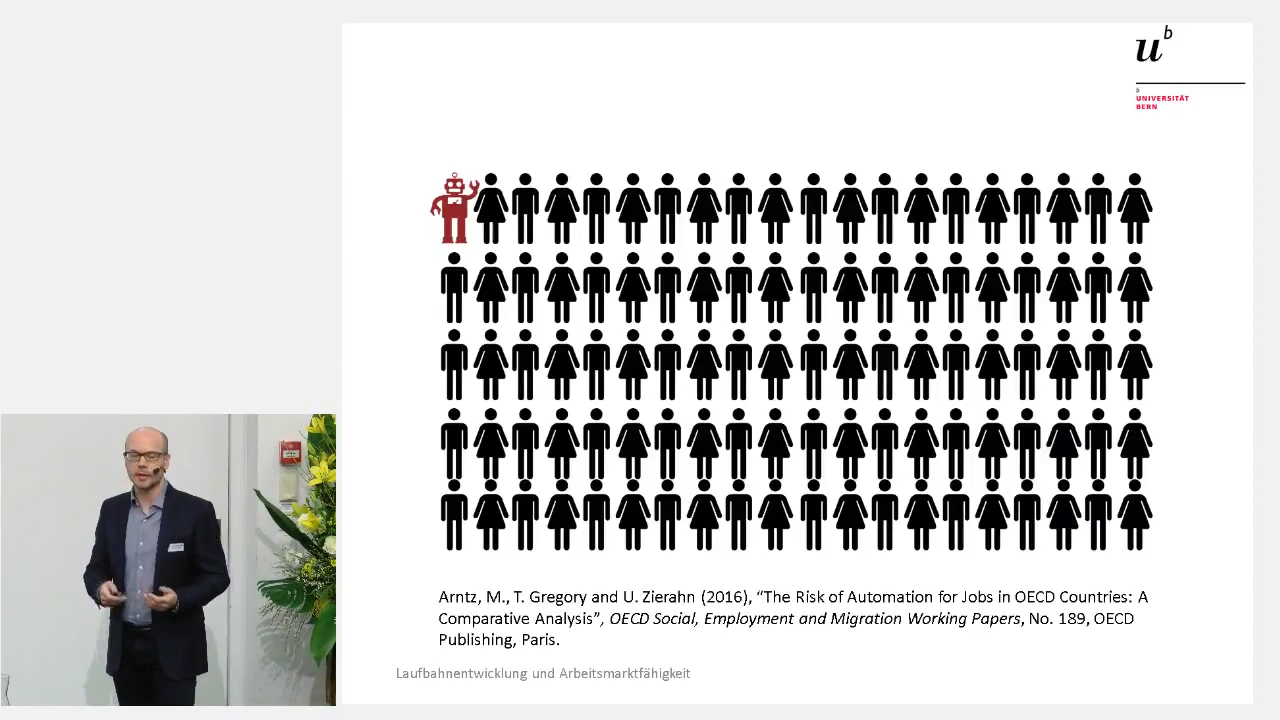 u b
b
UNIVERSITÄT
BERN
Arntz, M., T. Gregory and U. Zierahn (2016), “The Risk of Automation for Jobs in OECD Countries: A
Comparative Analysis”, OECD Social, Employment and Migration Working Papers, No. 189, OECD
Publishing, Paris.
Laufbahnentwicklung und Arbeitsmarktfähigkeit